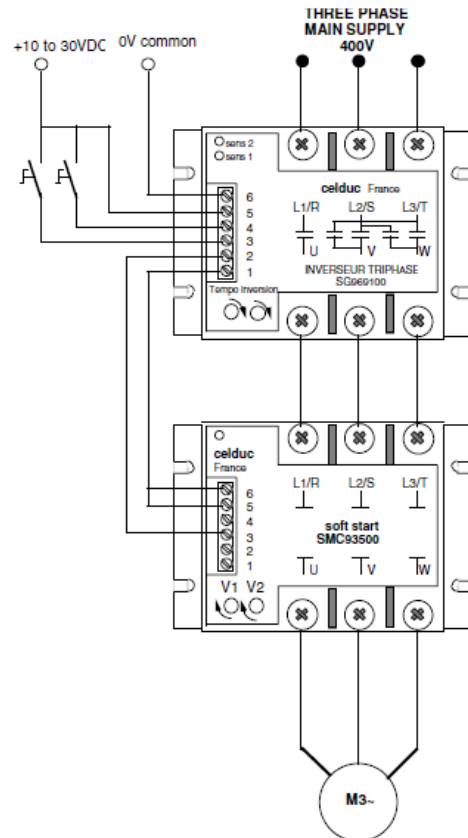 THREE PHASE
MAIN SUPPLY
400V
+10 to 30VDC
0V common
sens 2
sens 1
celduc France
6
5
4
3
2
1
L1/R L2/S L3/T
U V W
INVERSEUR TRIPHASE
SG969100
Tempo Inversion
celduc
France
6
5
4
3
2
1
L1/R L2/S L3/T
soft start
SMC93500
U V W
V1 V2
M3~